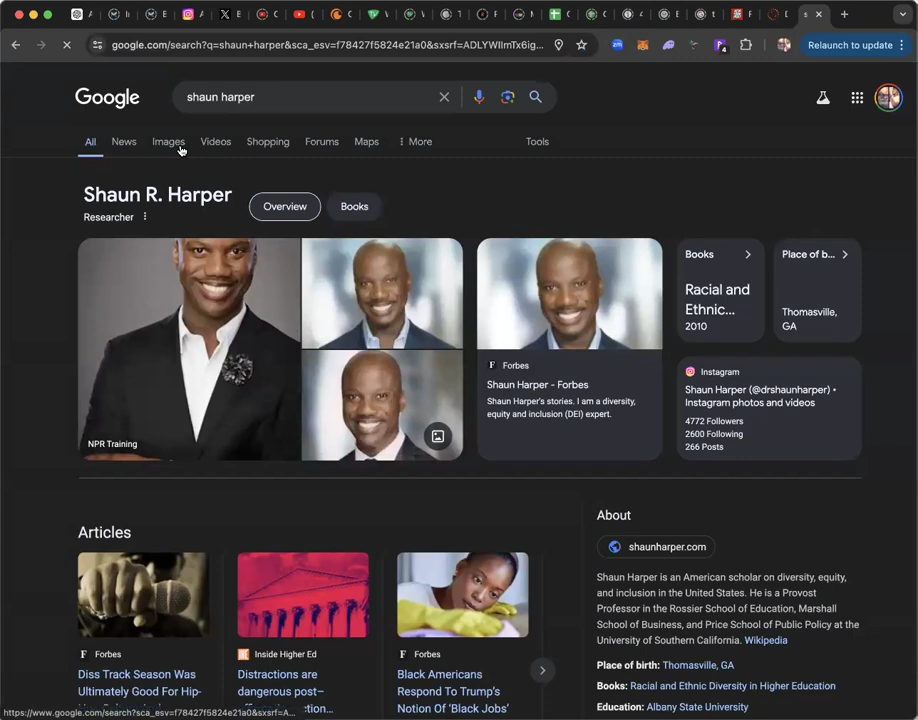 google.com/search?q=shaun+harper&sca_esv=f78427f5824e21a0&sxsrf=ADLYWIImTx6ig...
Relaunch to update
Google
shaun harper
All
News
Images
Videos
Shopping
Forums
Maps
More
Tools
Shaun R. Harper
Researcher
Overview
Books
NPR Training
Forbes
Shaun Harper - Forbes
Shaun Harper's stories. I am a diversity,
equity and inclusion (DEI) expert.
Books
Racial and
Ethnic...
2010
Place of b...
Thomasville,
GA
Instagram
Shaun Harper (@drshaunharper) •
Instagram photos and videos
4772 Followers
2600 Following
266 Posts
Articles
Forbes
Diss Track Season Was
Ultimately Good For Hip-
Inside Higher Ed
Distractions are
dangerous post–
Forbes
Black Americans
Respond To Trump's
Notion Of 'Black Jobs'
About
shaunharper.com
Shaun Harper is an American scholar on diversity, equity,
and inclusion in the United States. He is a Provost
Professor in the Rossier School of Education, Marshall
School of Business, and Price School of Public Policy at the
University of Southern California. Wikipedia
Place of birth: Thomasville, GA
Books: Racial and Ethnic Diversity in Higher Education
Education: Albany State University
https://www.google.com/search?sca_esv=f78427f5824e21a0&sxsrf=A...